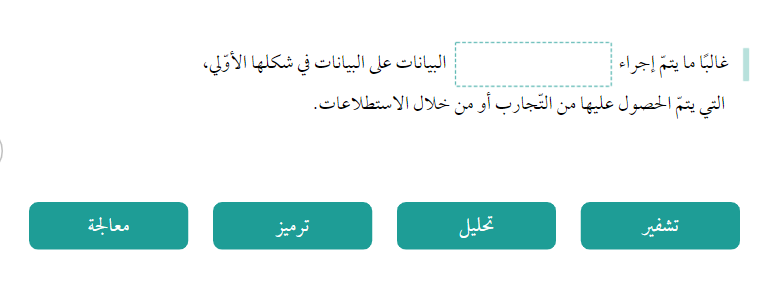 غالبًا ما يتمّ إجراء البيانات على البيانات في شكلها الأوّلي،
التي يتمّ الحصول عليها من التّجارب أو من خلال الاستطلاعات.
تشفير
تحليل
ترميز
معالجة